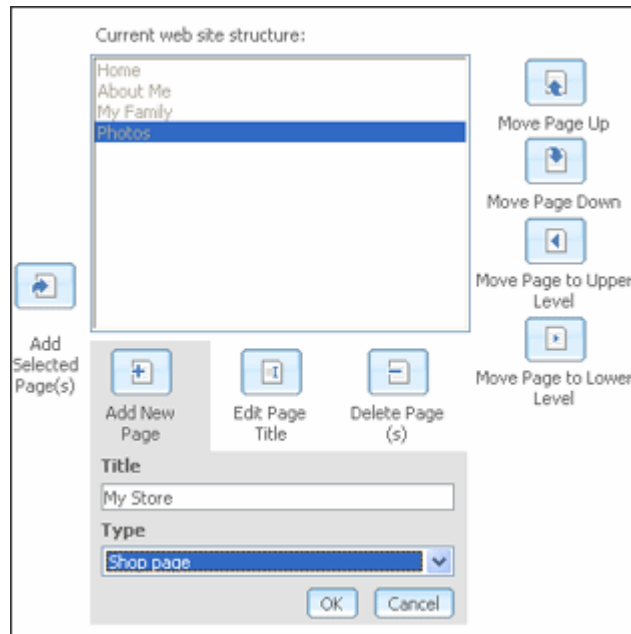 Current web site structure:
Home
About Me
My Family
Photos
Move Page Up
Move Page Down
Move Page to Upper
Level
Move Page to Lower
Level
Add
Selected
Page(s)
Add New
Page
Edit Page
Title
Delete Page
(s)
Title
My Store
Type
Shop page
OK
Cancel